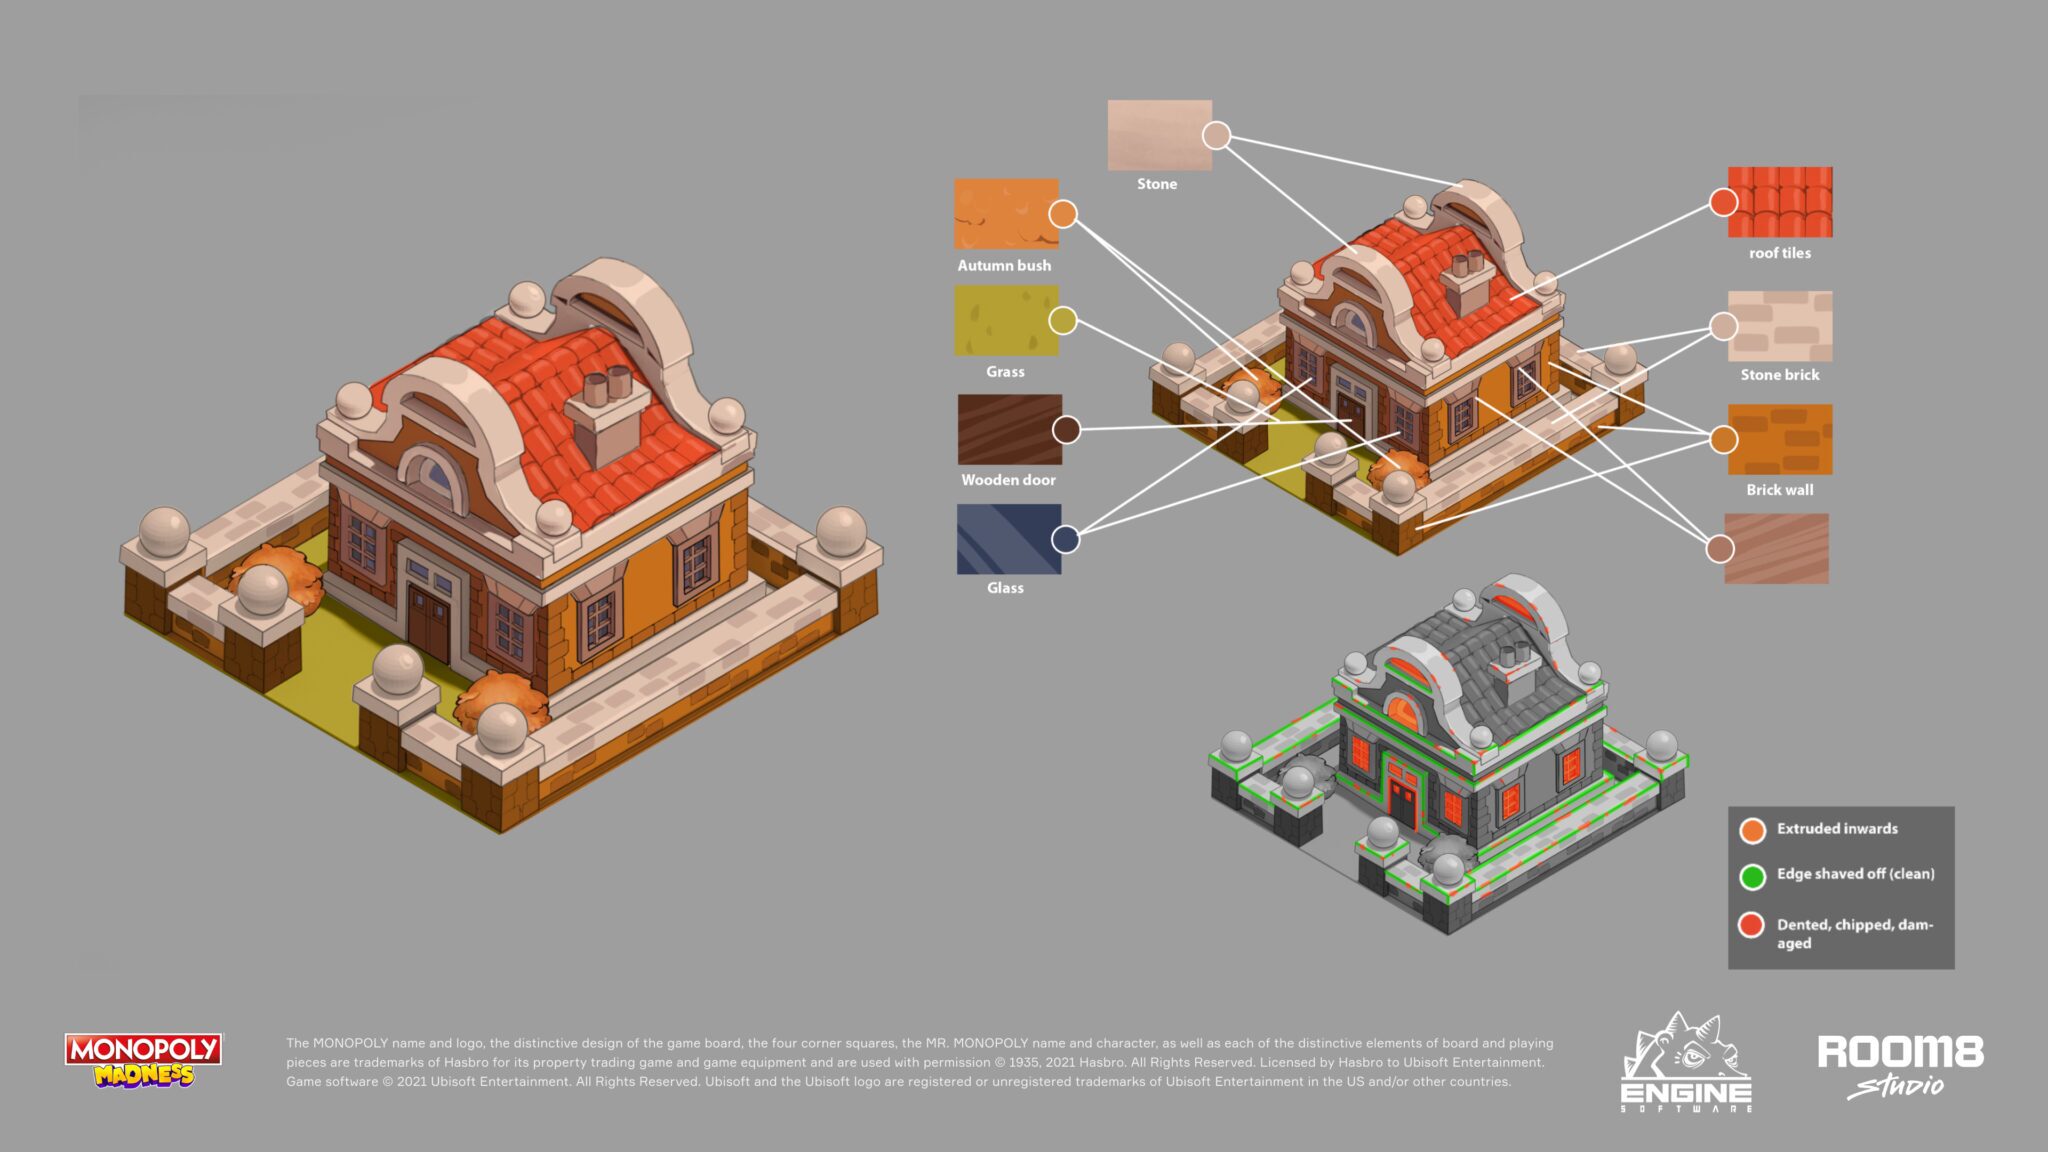 Stone
Autumn bush
Grass
Wooden door
Glass
roof tiles
Stone brick
Brick wall
Extruded inwards
Edge shaved off (clean)
Dented, chipped, dam-
aged
MONOPOLY
MADNESS
The MONOPOLY name and logo, the distinctive design of the game board, the four corner squares, the MR. MONOPOLY name and character, as well as each of the distinctive elements of board and playing
pieces are trademarks of Hasbro for its property trading game and game equipment and are used with permission © 1935, 2021 Hasbro. All Rights Reserved. Licensed by Hasbro to Ubisoft Entertainment.
Game software © 2021 Ubisoft Entertainment. All Rights Reserved. Ubisoft and the Ubisoft logo are registered or unregistered trademarks of Ubisoft Entertainment in the US and/or other countries.
ENGINE
SOFTWARE
ROOM8
STUDIO